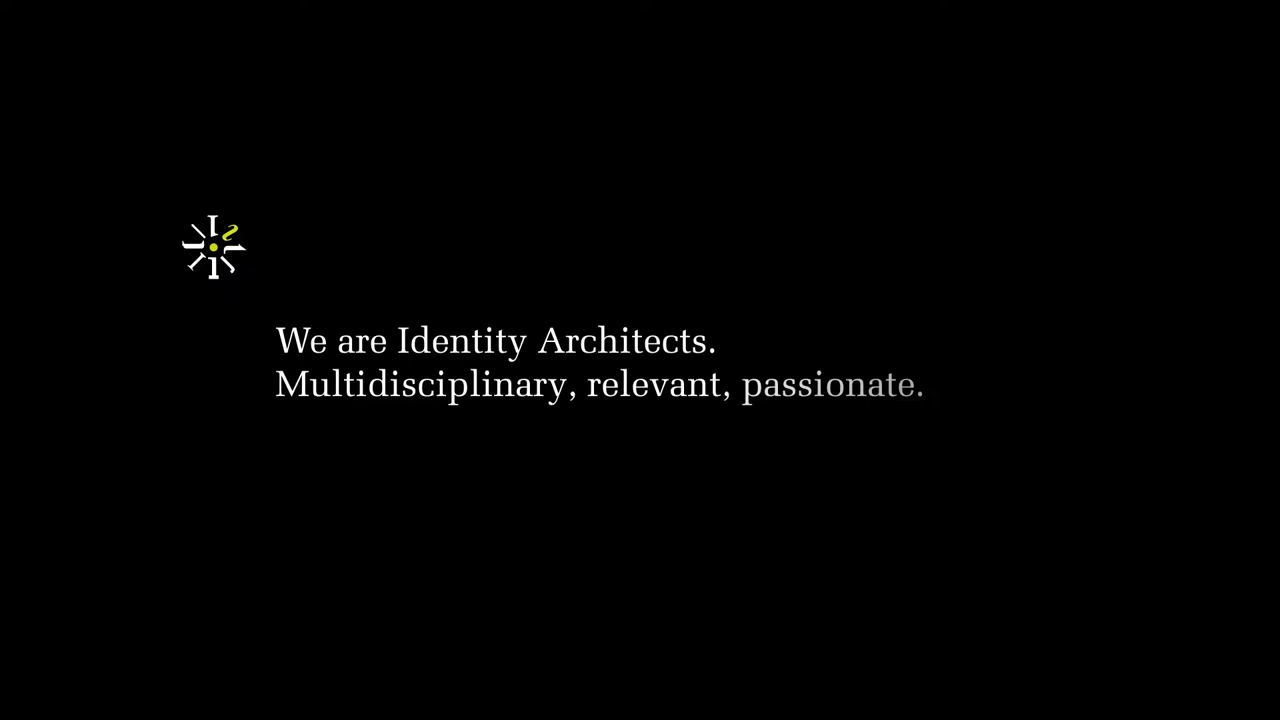 We are Identity Architects.
Multidisciplinary, relevant, passionate.